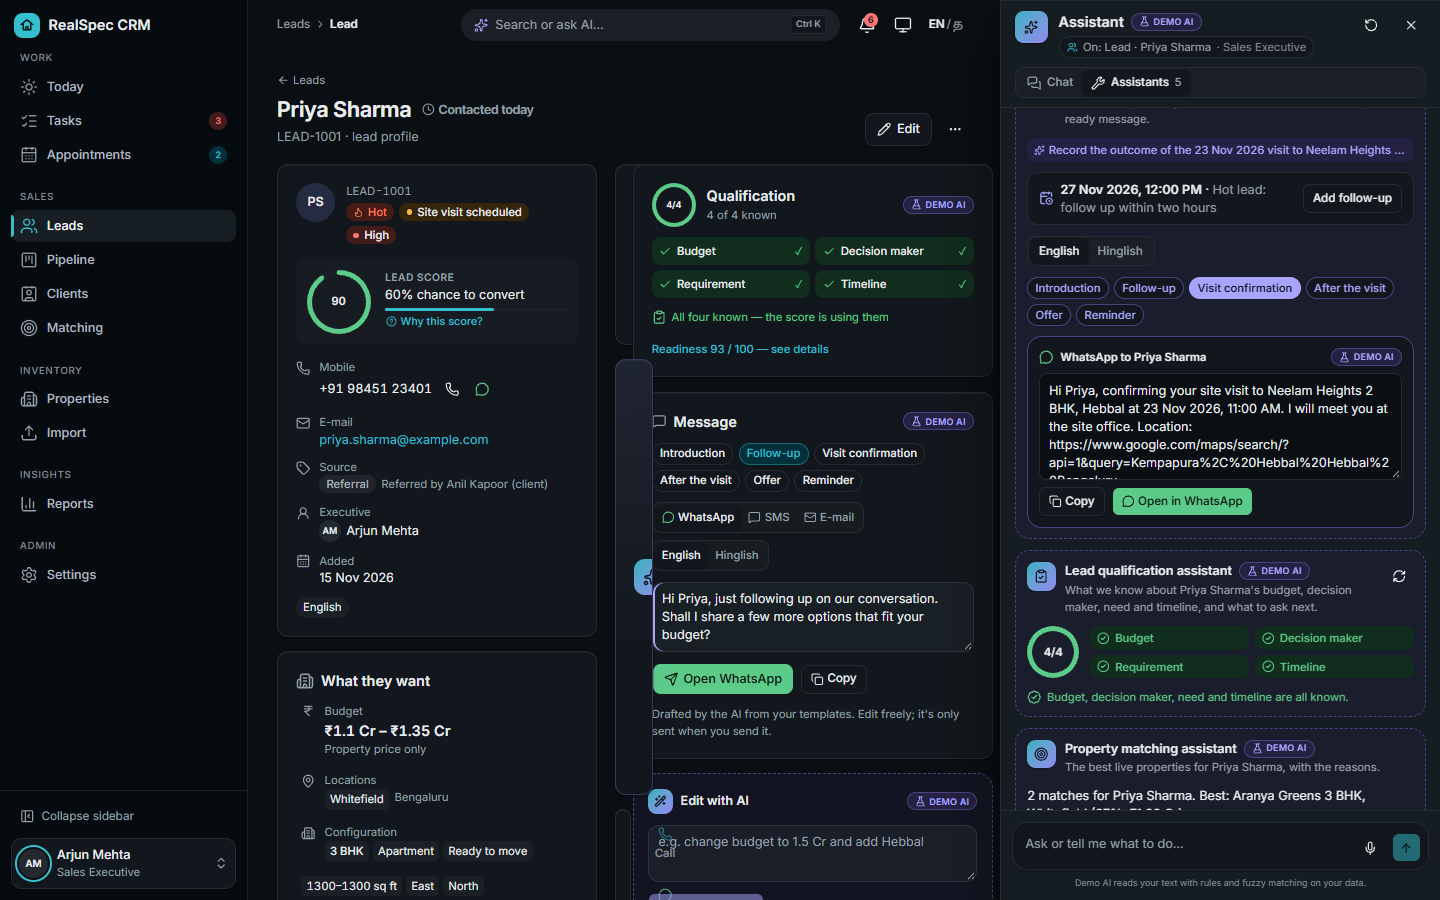 RealSpec CRM
WORK
Today
Tasks
3
Appointments
2
SALES
Leads
Pipeline
Clients
Matching
INVENTORY
Properties
Import
INSIGHTS
Reports
ADMIN
Settings
Collapse sidebar
AM
Arjun Mehta
Sales Executive
Leads > Lead
Search or ask AI...
Ctrl K
6
EN / த
← Leads
Priya Sharma
Contacted today
LEAD-1001 · lead profile
Edit
PS
LEAD-1001
Hot
Site visit scheduled
High
90
LEAD SCORE
60% chance to convert
Why this score?
Mobile
+91 98451 23401
E-mail
priya.sharma@example.com
Source
Referral
Referred by Anil Kapoor (client)
Executive
AM Arjun Mehta
Added
15 Nov 2026
English
What they want
₹ Budget
₹1.1 Cr – ₹1.35 Cr
Property price only
Locations
Whitefield Bengaluru
Configuration
3 BHK Apartment Ready to move
1300–1300 sq ft East North
4/4
Qualification
4 of 4 known
DEMO AI
Budget ✓
Decision maker ✓
Requirement ✓
Timeline ✓
All four known — the score is using them
Readiness 93 / 100 — see details
Message
DEMO AI
Introduction Follow-up Visit confirmation
After the visit Offer Reminder
WhatsApp SMS E-mail
English Hinglish
Hi Priya, just following up on our conversation.
Shall I share a few more options that fit your
budget?
Open WhatsApp
Copy
Drafted by the AI from your templates. Edit freely; it's only
sent when you send it.
Edit with AI
DEMO AI
e.g. change budget to 1.5 Cr and add Hebbal
Call
Assistant
DEMO AI
On: Lead · Priya Sharma · Sales Executive
Chat
Assistants 5
ready message.
Record the outcome of the 23 Nov 2026 visit to Neelam Heights ...
27 Nov 2026, 12:00 PM · Hot lead:
follow up within two hours
Add follow-up
English Hinglish
Introduction Follow-up Visit confirmation After the visit
Offer Reminder
WhatsApp to Priya Sharma
DEMO AI
Hi Priya, confirming your site visit to Neelam Heights 2
BHK, Hebbal at 23 Nov 2026, 11:00 AM. I will meet you at
the site office. Location:
https://www.google.com/maps/search/?
api=1&query=Kempapura%2C%20Hebbal%20Hebbal%2
Copy
Open in WhatsApp
Lead qualification assistant
DEMO AI
What we know about Priya Sharma's budget, decision
maker, need and timeline, and what to ask next.
4/4
Budget
Decision maker
Requirement
Timeline
Budget, decision maker, need and timeline are all known.
Property matching assistant
DEMO AI
The best live properties for Priya Sharma, with the reasons.
2 matches for Priya Sharma. Best: Aranya Greens 3 BHK,
Ask or tell me what to do...
Demo AI reads your text with rules and fuzzy matching on your data.